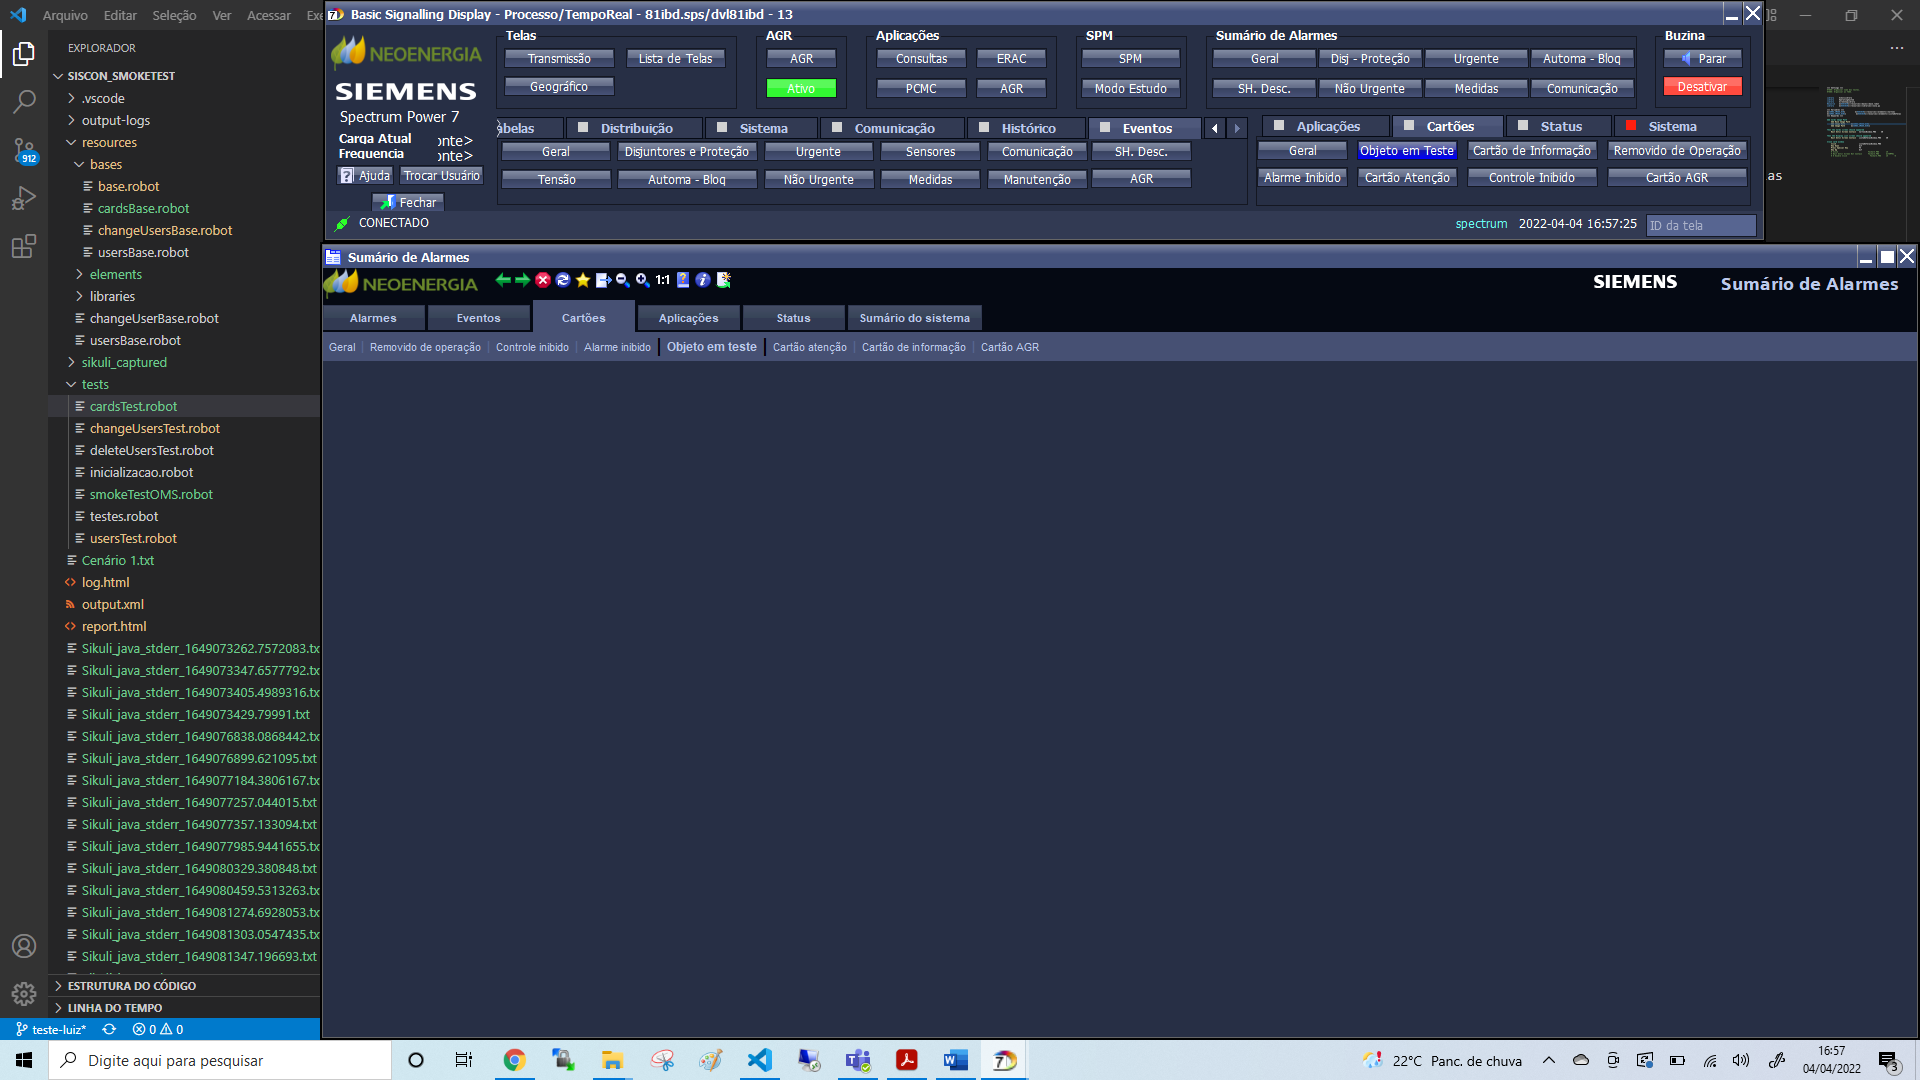 Arquivo Editar Seleção Ver Acessar Exe
Basic Signalling Display - Processo/TempoReal - 81ibd.sps/dvl81ibd - 13
EXPLORADOR
SISCON_SMOKETEST
.vscode
output-logs
resources
bases
base.robot
cardsBase.robot
changeUsersBase.robot
usersBase.robot
elements
libraries
changeUserBase.robot
usersBase.robot
sikuli_captured
tests
cardsTest.robot
changeUsersTest.robot
deleteUsersTest.robot
inicializacao.robot
smokeTestOMS.robot
testes.robot
usersTest.robot
Cenário 1.txt
log.html
output.xml
report.html
Sikuli_java_stderr_1649073262.7572083.tx
Sikuli_java_stderr_1649073347.6577792.tx
Sikuli_java_stderr_1649073405.4989316.tx
Sikuli_java_stderr_1649073429.79991.txt
Sikuli_java_stderr_1649076838.0868442.tx
Sikuli_java_stderr_1649076899.621095.txt
Sikuli_java_stderr_1649077184.3806167.tx
Sikuli_java_stderr_1649077257.044015.txt
Sikuli_java_stderr_1649077357.133094.txt
Sikuli_java_stderr_1649077985.9441655.tx
Sikuli_java_stderr_1649080329.380848.txt
Sikuli_java_stderr_1649080459.5313263.tx
Sikuli_java_stderr_1649081274.6928053.tx
Sikuli_java_stderr_1649081303.0547435.tx
Sikuli_java_stderr_1649081347.196693.txt
ESTRUTURA DO CÓDIGO
LINHA DO TEMPO
912
teste-luiz* 0 0
NEOENERGIA
SIEMENS
Spectrum Power 7
Carga Atual onte>
Frequencia onte>
Ajuda Trocar Usuário
Fechar
CONECTADO
Telas
Transmissão Lista de Telas
Geográfico
AGR
AGR
Ativo
Aplicações
Consultas ERAC
PCMC AGR
SPM
SPM
Modo Estudo
Sumário de Alarmes
Geral Disj - Proteção Urgente Automa - Bloq
SH. Desc. Não Urgente Medidas Comunicação
Buzina
Parar
Desativar
abelas Distribuição Sistema Comunicação Histórico Eventos
Geral Disjuntores e Proteção Urgente Sensores Comunicação SH. Desc.
Tensão Automa - Bloq Não Urgente Medidas Manutenção AGR
Aplicações Cartões Status Sistema
Geral Objeto em Teste Cartão de Informação Removido de Operação
Alarme Inibido Cartão Atenção Controle Inibido Cartão AGR
as
spectrum 2022-04-04 16:57:25 ID da tela
Sumário de Alarmes
NEOENERGIA 1:1 SIEMENS Sumário de Alarmes
Alarmes Eventos Cartões Aplicações Status Sumário do sistema
Geral Removido de operação Controle inibido Alarme inibido Objeto em teste Cartão atenção Cartão de informação Cartão AGR
Digite aqui para pesquisar
22°C Panc. de chuva
16:57
04/04/2022
3